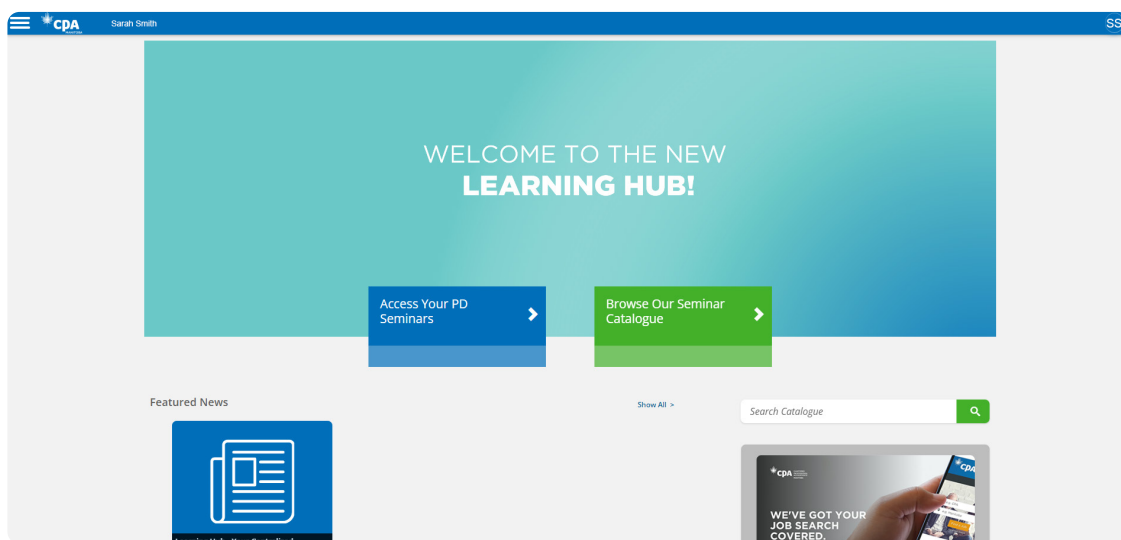 CPA
Sarah Smith
SS
WELCOME TO THE NEW
LEARNING HUB!
Access Your PD
Seminars
Browse Our Seminar
Catalogue
Featured News
Show All >
Search Catalogue
CPA
CPA
WE'VE GOT YOUR
JOB SEARCH
COVERED.